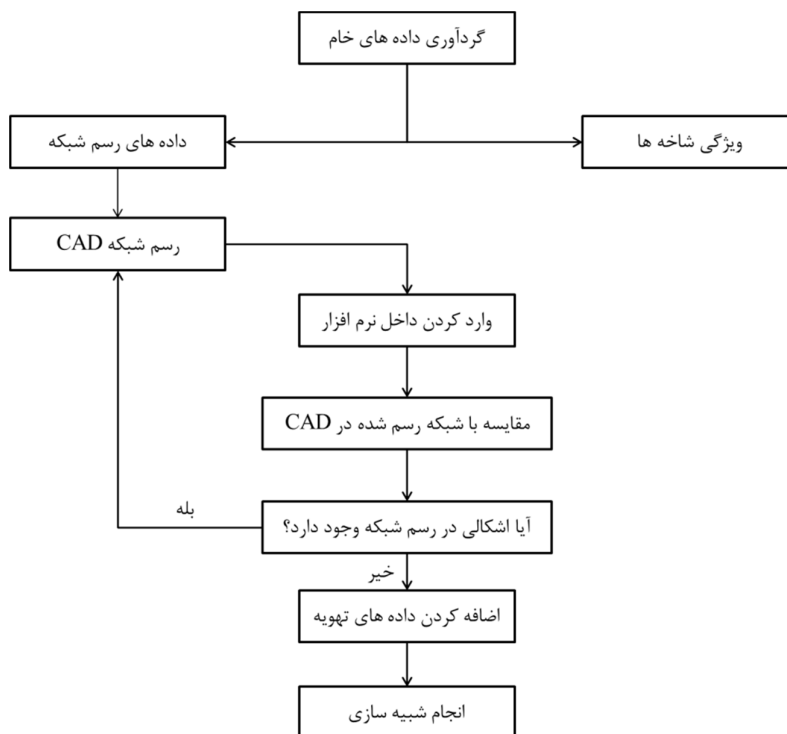 گردآوری داده های خام
ویژگی شاخه ها
داده های رسم شبکه
رسم شبکه CAD
وارد کردن داخل نرم افزار
مقایسه با شبکه رسم شده در CAD
آیا اشکالی در رسم شبکه وجود دارد؟
بله
خیر
اضافه کردن داده های تهویه
انجام شبیه سازی